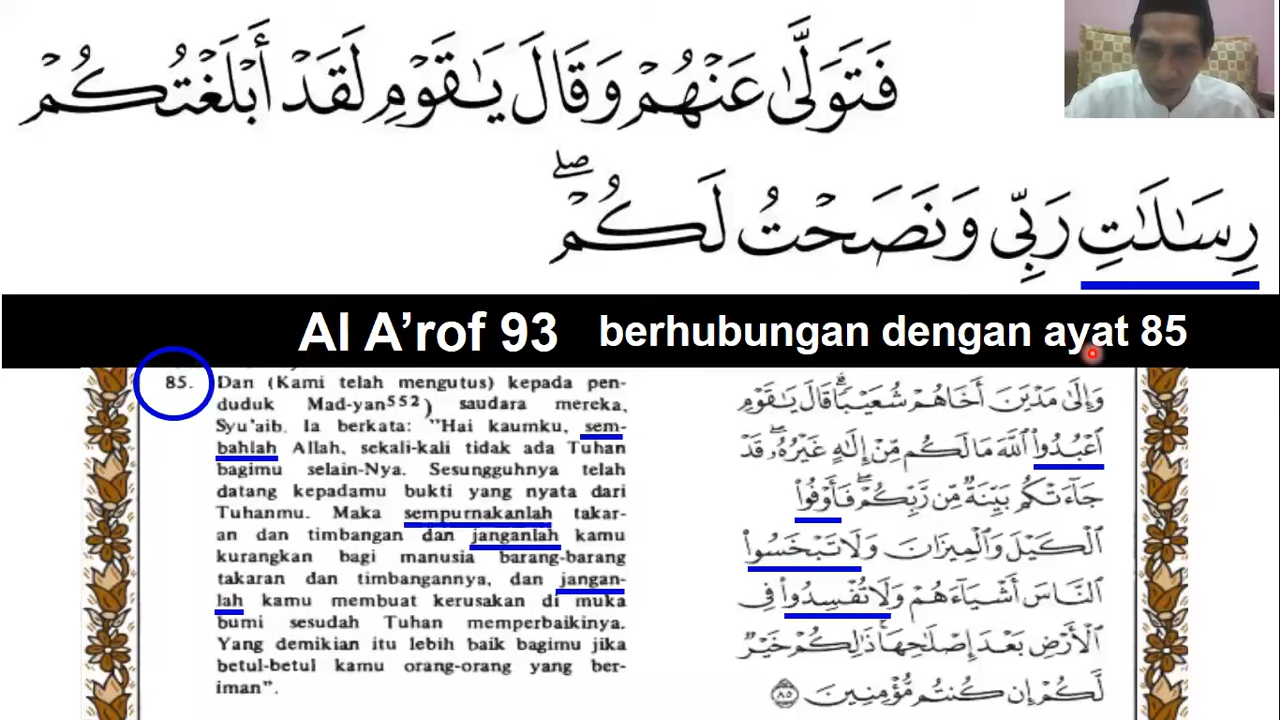 فَتَوَلَّىٰ عَنْهُمْ وَقَالَ يَـٰقَوْمِ لَقَدْ أَبْلَغْتُكُمْ
رِسَـٰلَـٰتِ رَبِّى وَنَصَحْتُ لَكُمْ ۖ
Al A’rof 93 berhubungan dengan ayat 85
85. Dan (Kami telah mengutus) kepada pen-
duduk Mad-yan552) saudara mereka,
Syu'aib. Ia berkata: "Hai kaumku, sem-
bahlah Allah, sekali-kali tidak ada Tuhan
bagimu selain-Nya. Sesungguhnya telah
datang kepadamu bukti yang nyata dari
Tuhanmu. Maka sempurnakanlah takar-
an dan timbangan dan janganlah kamu
kurangkan bagi manusia barang-barang
takaran dan timbangannya, dan jangan-
lah kamu membuat kerusakan di muka
bumi sesudah Tuhan memperbaikinya.
Yang demikian itu lebih baik bagimu jika
betul-betul kamu orang-orang yang ber-
iman".
وَإِلَىٰ مَدْيَنَ أَخَاهُمْ شُعَيْبًا ۗ قَالَ يَـٰقَوْمِ
ٱعْبُدُوا۟ ٱللَّهَ مَا لَكُم مِّنْ إِلَـٰهٍ غَيْرُهُۥ ۖ قَدْ
جَآءَتْكُم بَيِّنَةٌ مِّن رَّبِّكُمْ ۖ فَأَوْفُوا۟
ٱلْكَيْلَ وَٱلْمِيزَانَ وَلَا تَبْخَسُوا۟
ٱلنَّاسَ أَشْيَآءَهُمْ وَلَا تُفْسِدُوا۟ فِى
ٱلْأَرْضِ بَعْدَ إِصْلَـٰحِهَا ۚ ذَٰلِكُمْ خَيْرٌ
لَّكُمْ إِن كُنتُم مُّؤْمِنِينَ ٨٥